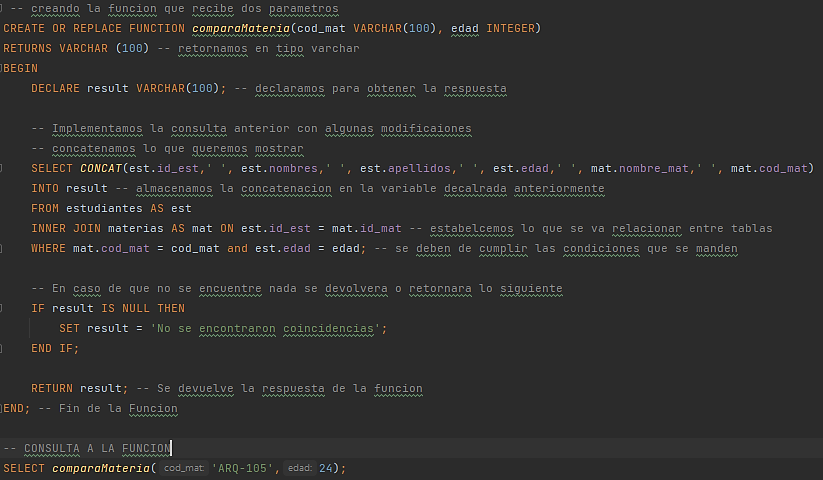 -- creando la funcion que recibe dos parametros
CREATE OR REPLACE FUNCTION comparaMateria(cod_mat VARCHAR(100), edad INTEGER)
RETURNS VARCHAR (100) -- retornamos en tipo varchar
BEGIN
DECLARE result VARCHAR(100); -- declaramos para obtener la respuesta
-- Implementamos la consulta anterior con algunas modificaiones
-- concatenamos lo que queremos mostrar
SELECT CONCAT(est.id_est,' ', est.nombres,' ', est.apellidos,' ', est.edad,' ', mat.nombre_mat,' ', mat.cod_mat)
INTO result -- almacenamos la concatenacion en la variable decalrada anteriormente
FROM estudiantes AS est
INNER JOIN materias AS mat ON est.id_est = mat.id_mat -- estabelcemos lo que se va relacionar entre tablas
WHERE mat.cod_mat = cod_mat and est.edad = edad; -- se deben de cumplir las condiciones que se manden
-- En caso de que no se encuentre nada se devolvera o retornara lo siguiente
IF result IS NULL THEN
SET result = 'No se encontraron coincidencias';
END IF;
RETURN result; -- Se devuelve la respuesta de la funcion
END; -- Fin de la Funcion
-- CONSULTA A LA FUNCION
SELECT comparaMateria( cod_mat: 'ARQ-105', edad: 24);